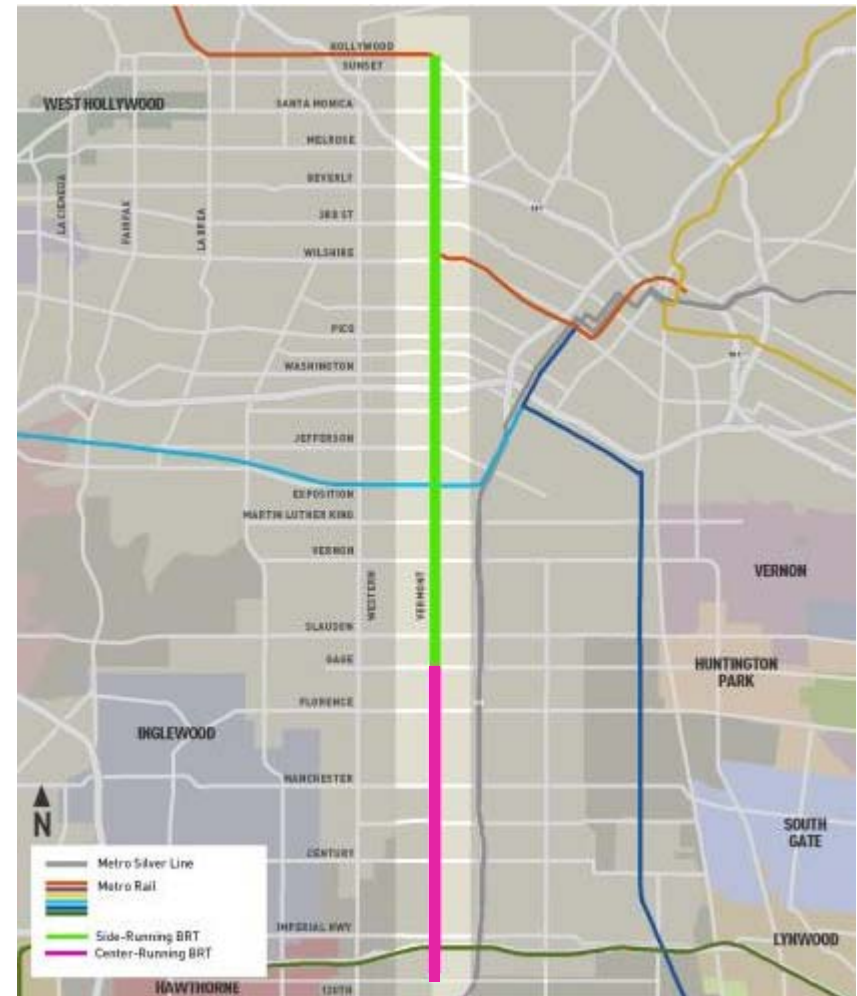 HOLLYWOOD
SUNSET
WEST HOLLYWOOD
SANTA MONICA
MELROSE
BEVERLY
LA CIENEGA
FAIRFAX
LA BREA
3RD ST
WILSHIRE
PICO
WASHINGTON
JEFFERSON
EXPOSITION
MARTIN LUTHER KING
VERNON
WESTERN
VERMONT
VERNON
SLAUSON
GAGE
HUNTINGTON
PARK
FLORENCE
INGLEWOOD
MANCHESTER
N
SOUTH
GATE
CENTURY
Metro Silver Line
Metro Rail
IMPERIAL HWY
Side-Running BRT
Center-Running BRT
LYNWOOD
HAWTHORNE
120TH